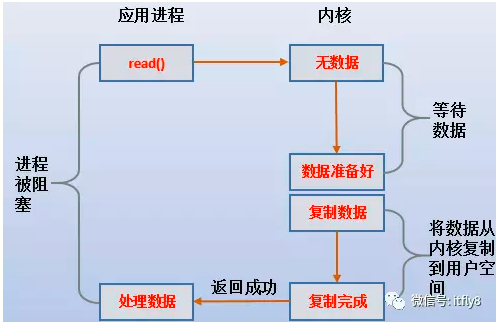 应用进程
内核
read()
无数据
等待
数据
数据准备好
进程
被阻
塞
复制数据
将数据从
内核复制
到用户空
间
返回成功
处理数据
复制完成
微信号: itfly8